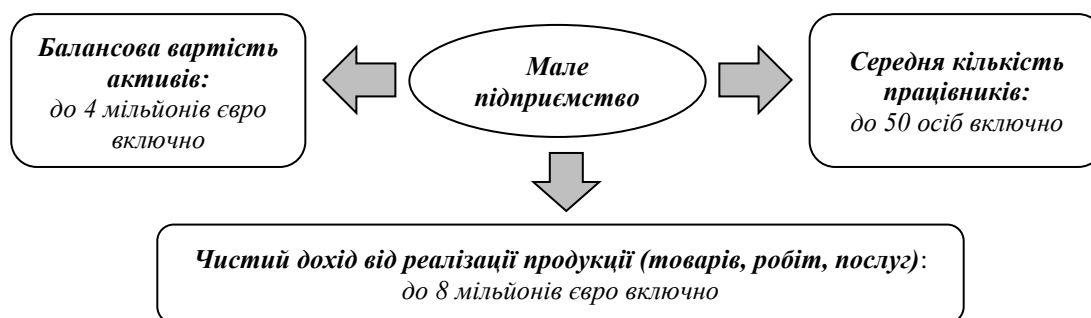 Балансова вартість
активів:
до 4 мільйонів євро
включно
Мале
підприємство
Середня кількість
працівників:
до 50 осіб включно
Чистий дохід від реалізації продукції (товарів, робіт, послуг):
до 8 мільйонів євро включно